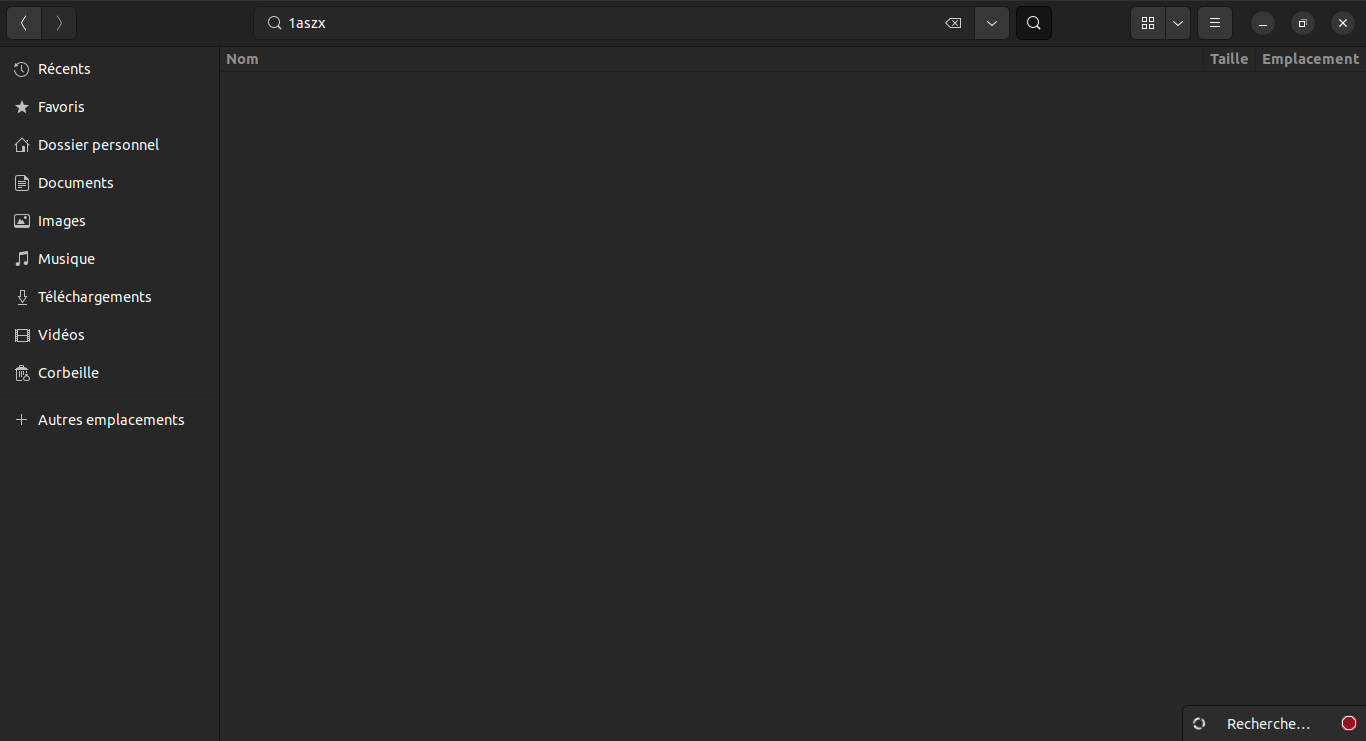 1aszx
Nom Taille Emplacement
Récents
Favoris
Dossier personnel
Documents
Images
Musique
Téléchargements
Vidéos
Corbeille
Autres emplacements
Recherche…